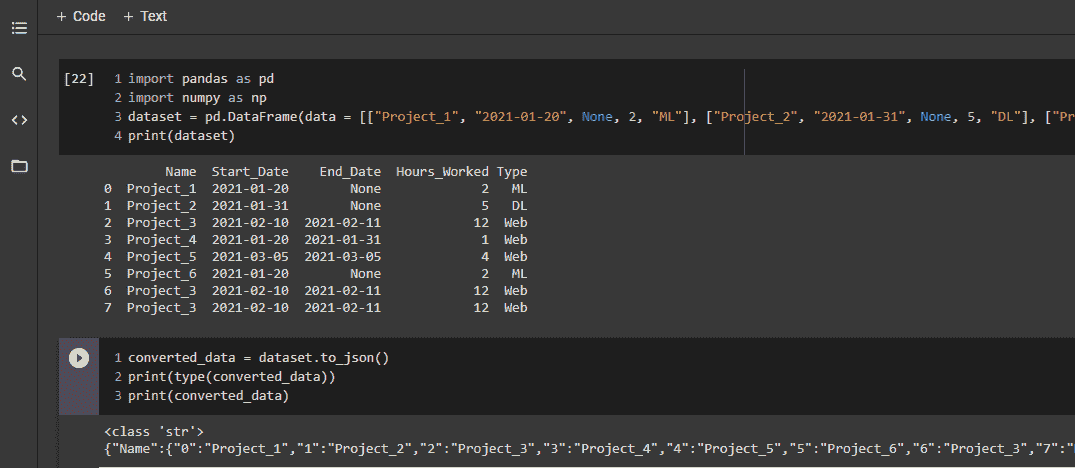 + Code + Text
[22] 1 import pandas as pd
2 import numpy as np
3 dataset = pd.DataFrame(data = [["Project_1", "2021-01-20", None, 2, "ML"], ["Project_2", "2021-01-31", None, 5, "DL"], ["Pr
4 print(dataset)
Name Start_Date End_Date Hours_Worked Type
0 Project_1 2021-01-20 None 2 ML
1 Project_2 2021-01-31 None 5 DL
2 Project_3 2021-02-10 2021-02-11 12 Web
3 Project_4 2021-01-20 2021-01-31 1 Web
4 Project_5 2021-03-05 2021-03-05 4 Web
5 Project_6 2021-01-20 None 2 ML
6 Project_3 2021-02-10 2021-02-11 12 Web
7 Project_3 2021-02-10 2021-02-11 12 Web
1 converted_data = dataset.to_json()
2 print(type(converted_data))
3 print(converted_data)
<class 'str'>
{"Name":{"0":"Project_1","1":"Project_2","2":"Project_3","3":"Project_4","4":"Project_5","5":"Project_6","6":"Project_3","7":"